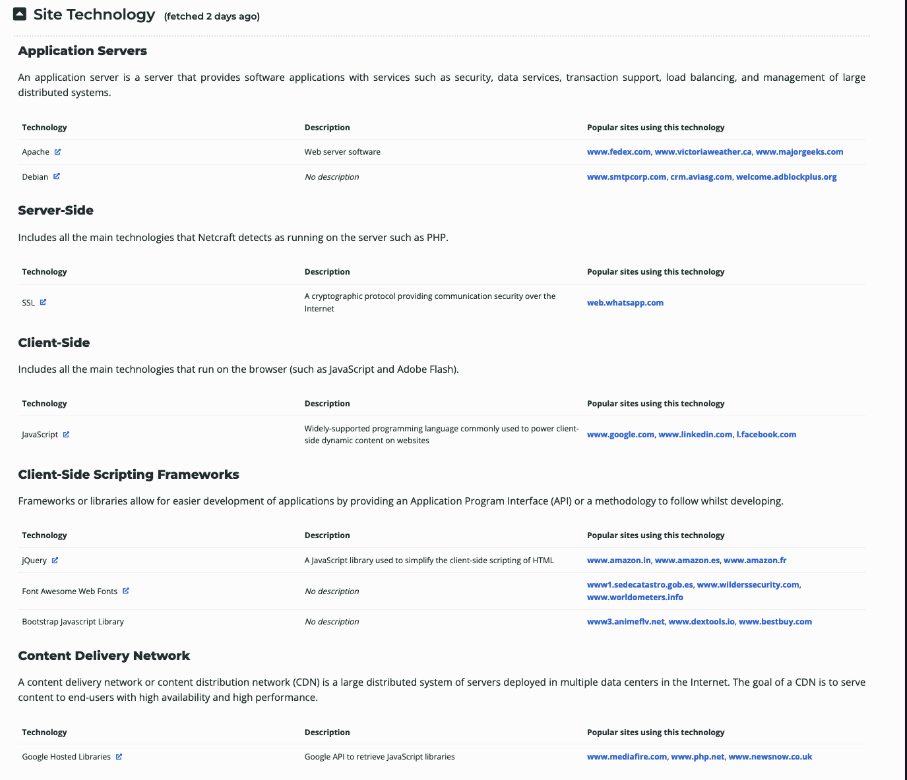 Site Technology (fetched 2 days ago)
Application Servers
An application server is a server that provides software applications with services such as security, data services, transaction support, load balancing, and management of large
distributed systems.
Technology Description Popular sites using this technology
Apache Web server software www.fedex.com, www.victoriaweather.ca, www.majorgeeks.com
Debian No description www.smtpcorp.com, crm.aviasg.com, welcome.adblockplus.org
Server-Side
Includes all the main technologies that Netcraft detects as running on the server such as PHP.
Technology Description Popular sites using this technology
SSL A cryptographic protocol providing communication security over the
Internet web.whatsapp.com
Client-Side
Includes all the main technologies that run on the browser (such as JavaScript and Adobe Flash).
Technology Description Popular sites using this technology
JavaScript Widely-supported programming language commonly used to power client-
side dynamic content on websites www.google.com, www.linkedin.com, l.facebook.com
Client-Side Scripting Frameworks
Frameworks or libraries allow for easier development of applications by providing an Application Program Interface (API) or a methodology to follow whilst developing.
Technology Description Popular sites using this technology
jQuery A JavaScript library used to simplify the client-side scripting of HTML www.amazon.in, www.amazon.es, www.amazon.fr
Font Awesome Web Fonts No description www1.sedecatastro.gob.es, www.wilderssecurity.com,
www.worldometers.info
Bootstrap Javascript Library No description www3.animeflv.net, www.dextools.io, www.bestbuy.com
Content Delivery Network
A content delivery network or content distribution network (CDN) is a large distributed system of servers deployed in multiple data centers in the Internet. The goal of a CDN is to serve
content to end-users with high availability and high performance.
Technology Description Popular sites using this technology
Google Hosted Libraries Google API to retrieve JavaScript libraries www.mediafire.com, www.php.net, www.newsnow.co.uk